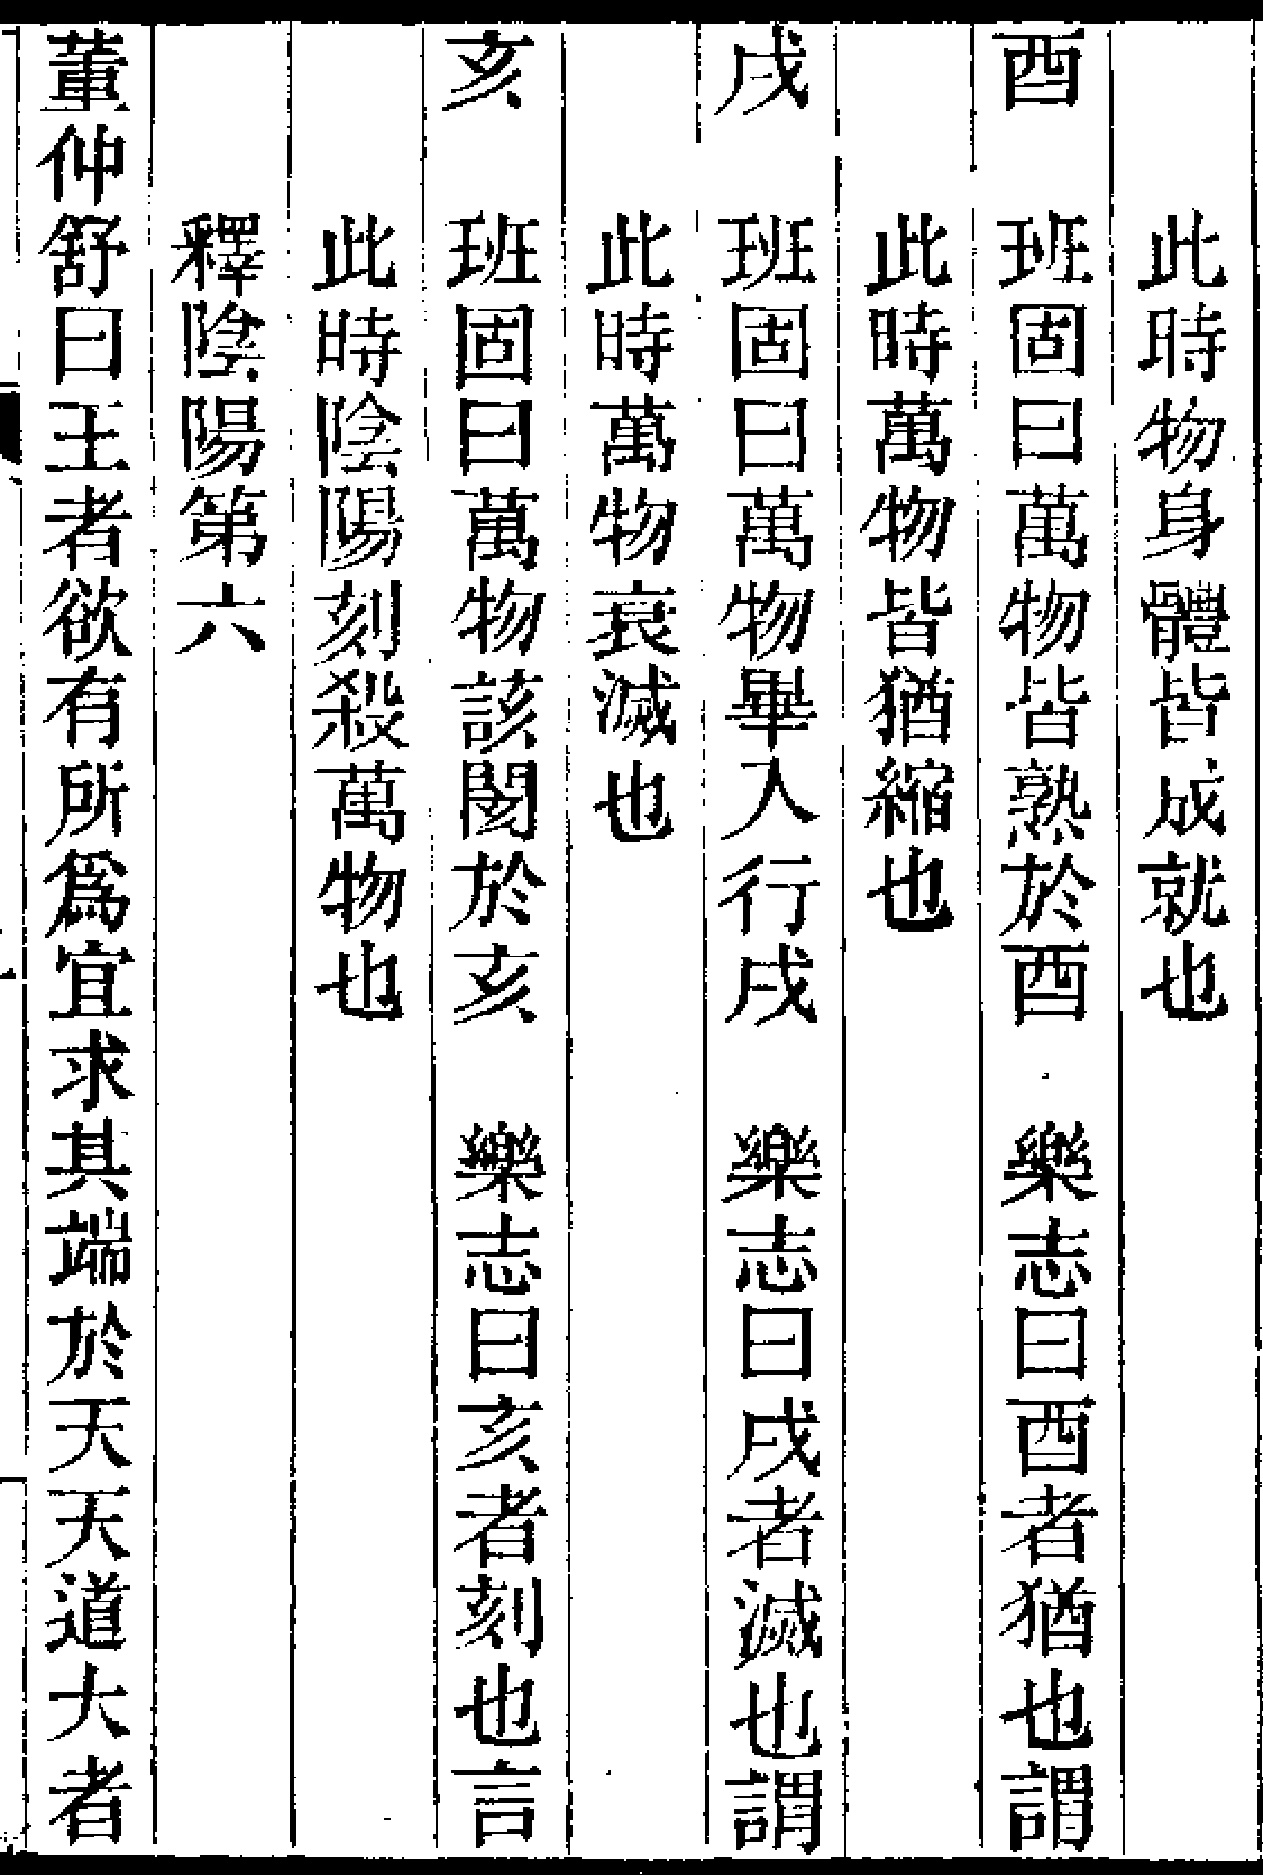 此時物身體皆成就也
酉　班固曰萬物皆熟於酉　樂志曰酉者猶也謂
此時萬物皆猶縮也
戌　班固曰萬物畢入行戌　樂志曰戌者滅也謂
此時萬物衰滅也
亥　班固曰萬物該閡於亥　樂志曰亥者刻也言
此時陰陽刻殺萬物也
釋陰陽第六
董仲舒曰王者欲有所爲宜求其端於天天道大者